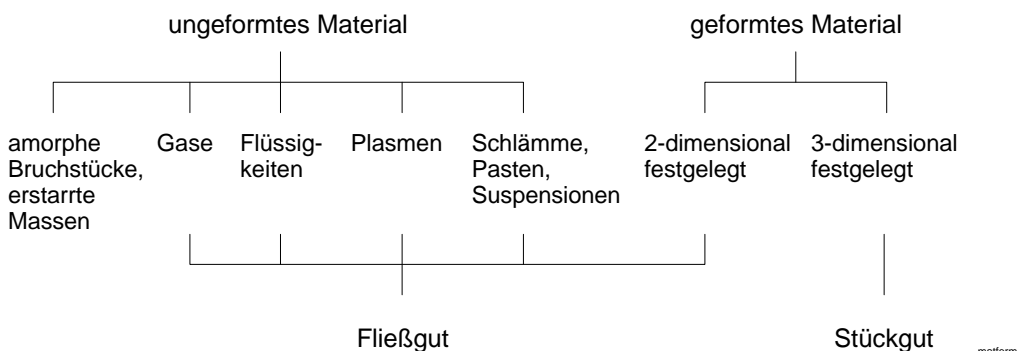 ungeformtes Material
geformtes Material
amorphe
Bruchstücke,
erstarrte
Massen
Gase
Flüssig-
keiten
Plasmen
Schlämme,
Pasten,
Suspensionen
2-dimensional
festgelegt
3-dimensional
festgelegt
Fließgut
Stückgut
matform